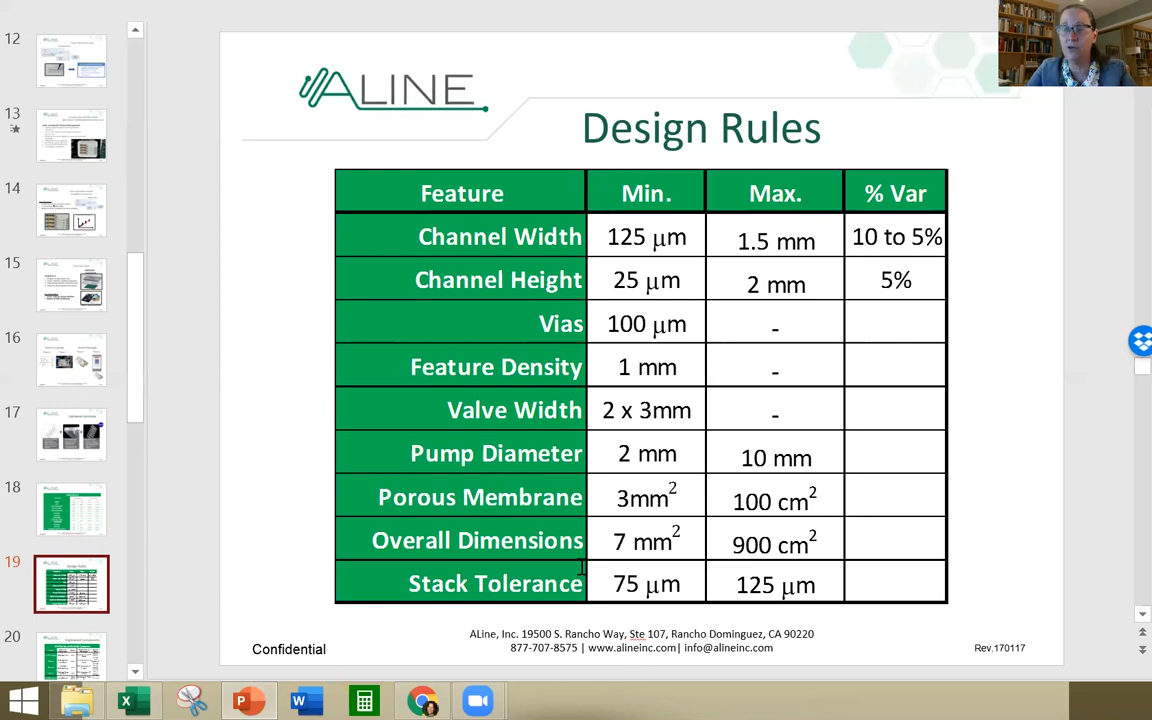 12
13
14
15
16
17
18
19
20
ALINE
Design Rules
Feature Min. Max. % Var
Channel Width 125 μm 1.5 mm 10 to 5%
Channel Height 25 μm 2 mm 5%
Vias 100 μm -
Feature Density 1 mm -
Valve Width 2 x 3mm -
Pump Diameter 2 mm 10 mm
Porous Membrane 3mm² 100 cm²
Overall Dimensions 7 mm² 900 cm²
Stack Tolerance 75 μm 125 μm
ALine, Inc. 19500 S. Rancho Way, Ste 107, Rancho Dominguez, CA 90220
Confidential 877-707-8575 | www.alineinc.com| info@alineinc.com Rev.170117